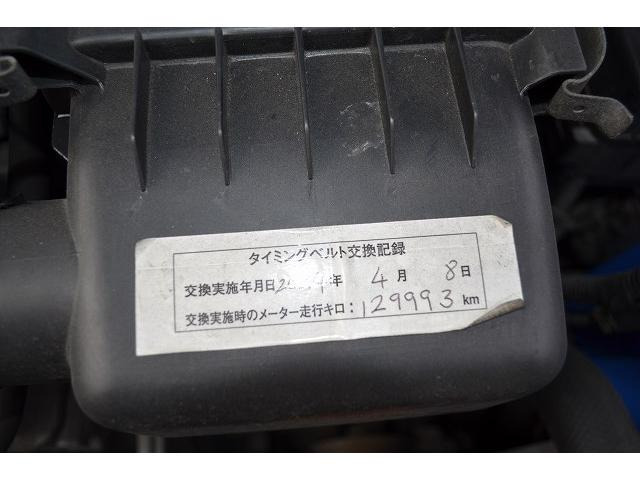 タイミングベルト交換記録
交換実施年月日 年 4月 8日
交換実施時のメーター走行キロ：129993km